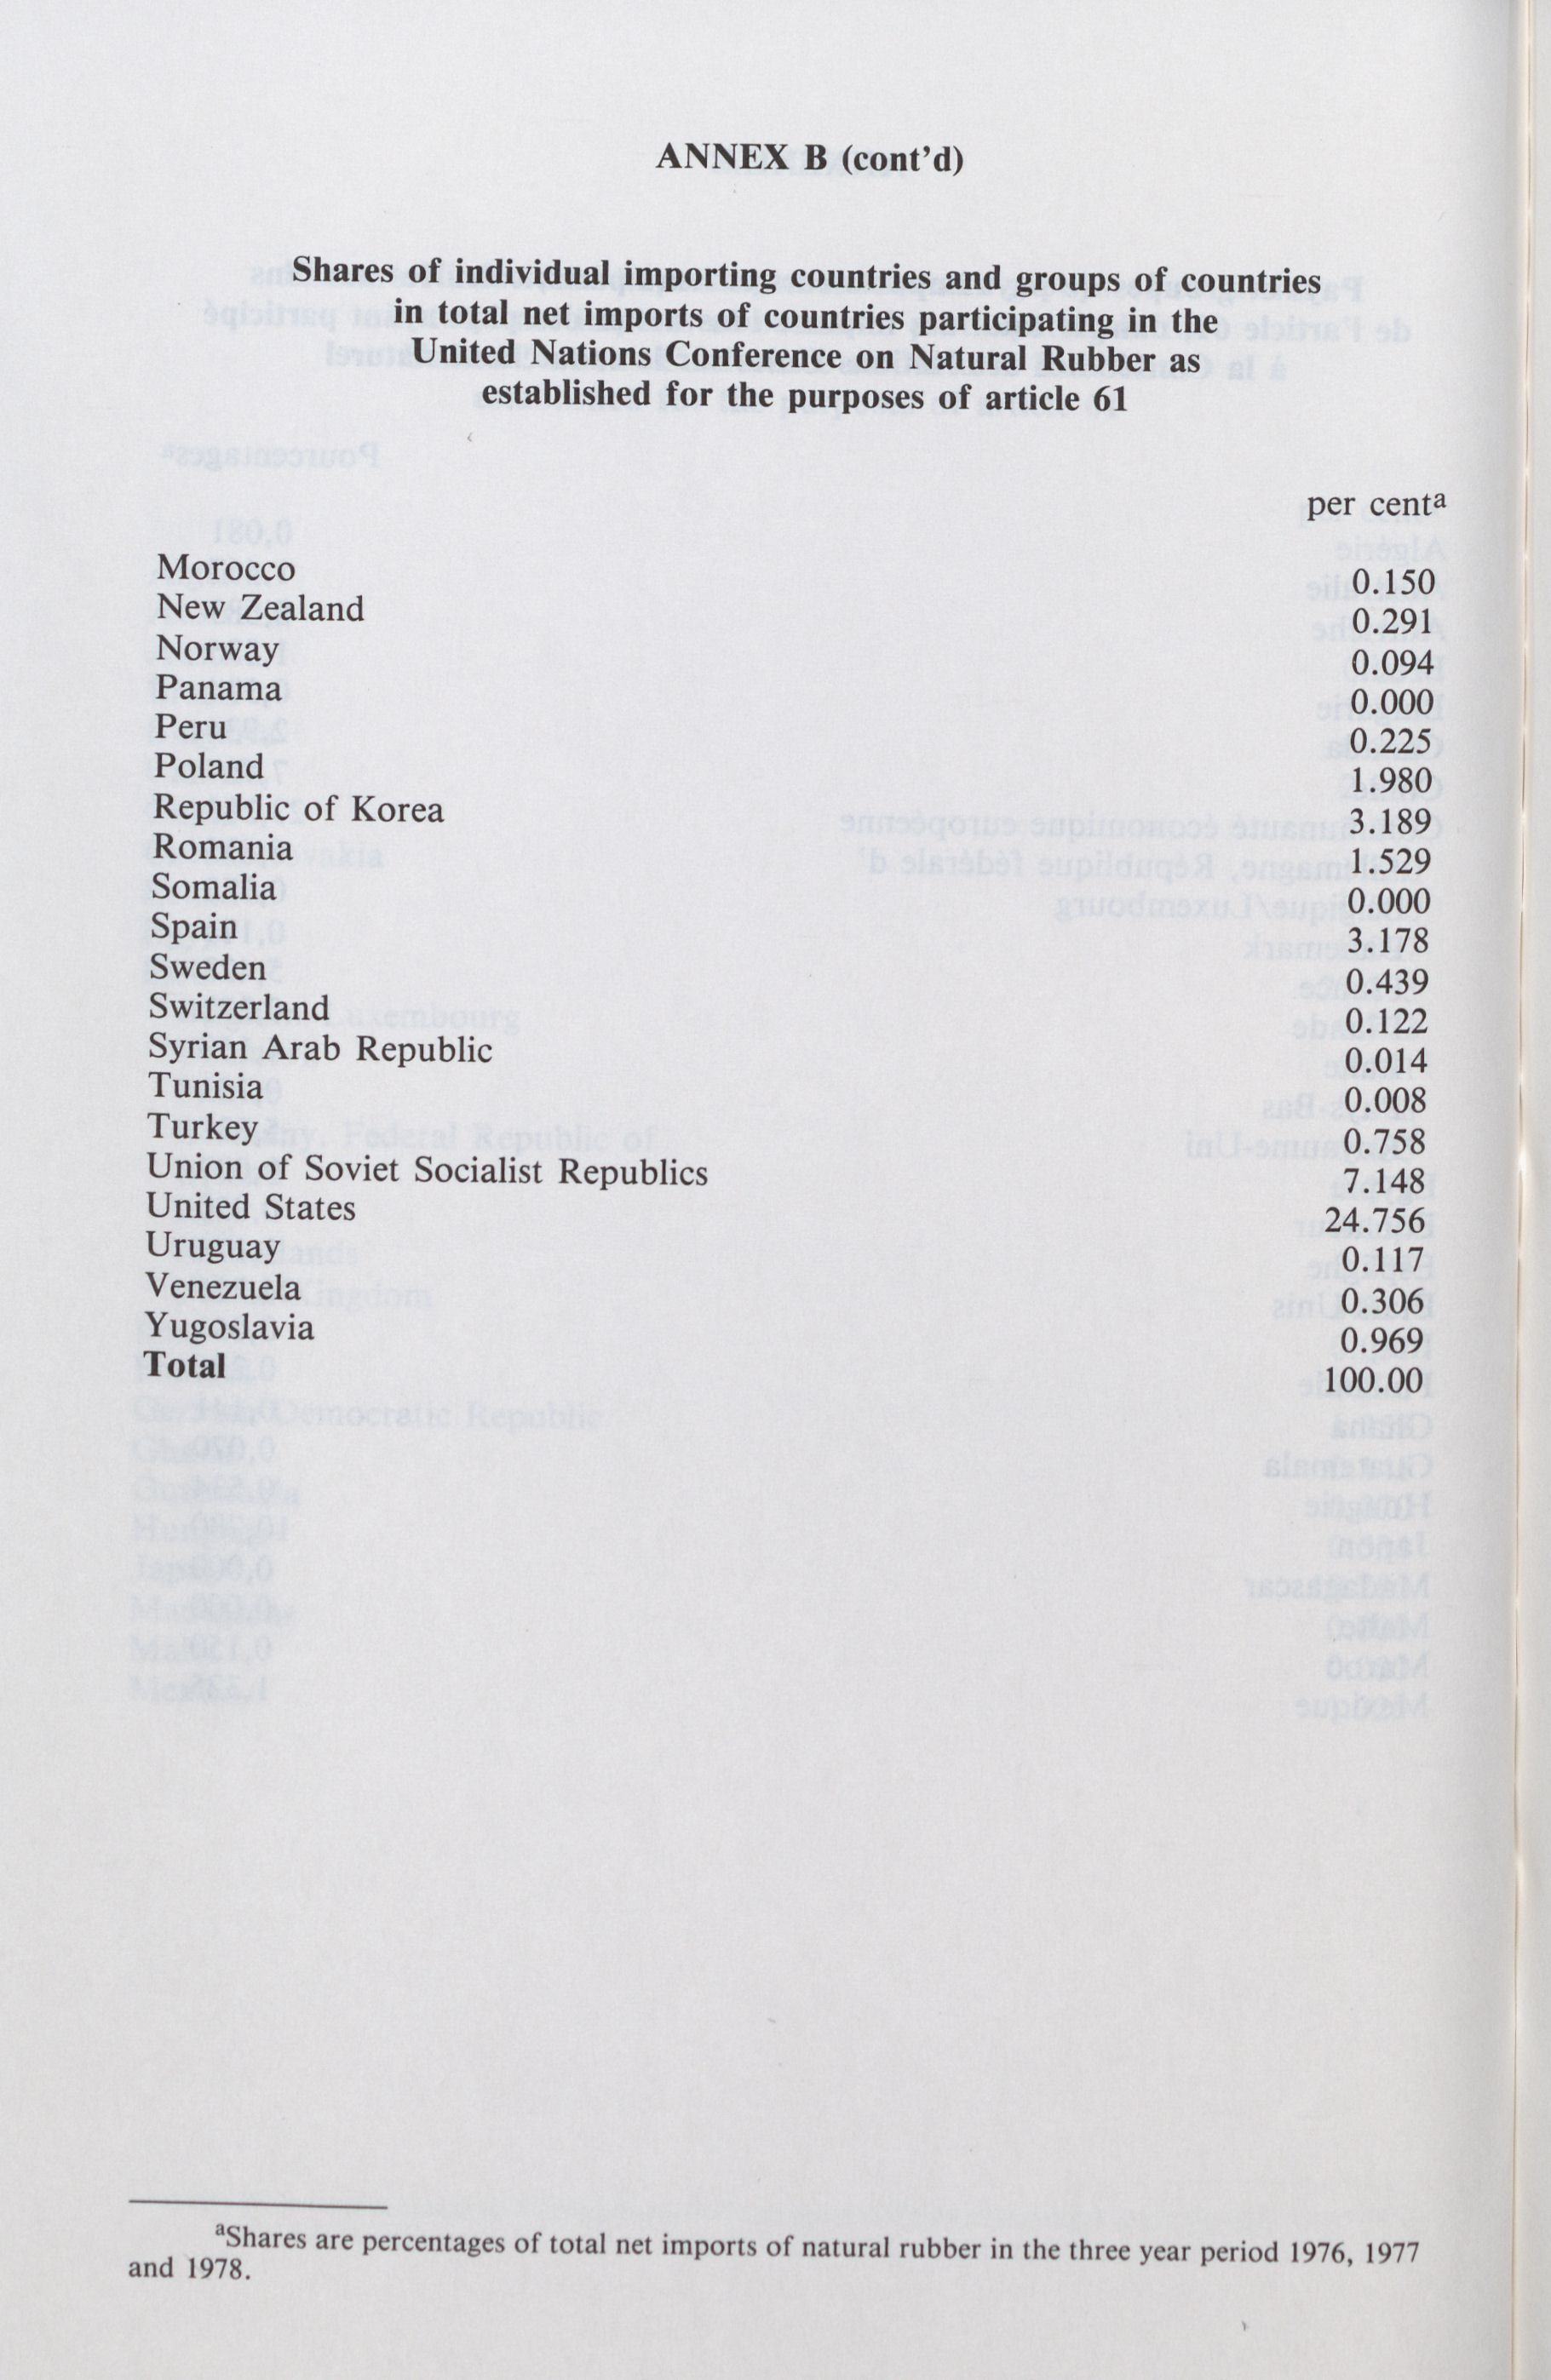 ANNEX B (cont'd)
Shares of individual importing countries and groups of countries
in total net imports of countries participating in the
United Nations Conference on Natural Rubber as
established for the purposes of article 61
per centa
Morocco 0.150
New Zealand 0.291
Norway 0.094
Panama 0.000
Peru 0.225
Poland 1.980
Republic of Korea 3.189
Romania 1.529
Somalia 0.000
Spain 3.178
Sweden 0.439
Switzerland 0.122
Syrian Arab Republic 0.014
Tunisia 0.008
Turkey 0.758
Union of Soviet Socialist Republics 7.148
United States 24.756
Uruguay 0.117
Venezuela 0.306
Yugoslavia 0.969
Total 100.00
aShares are percentages of total net imports of natural rubber in the three year period 1976, 1977
and 1978.